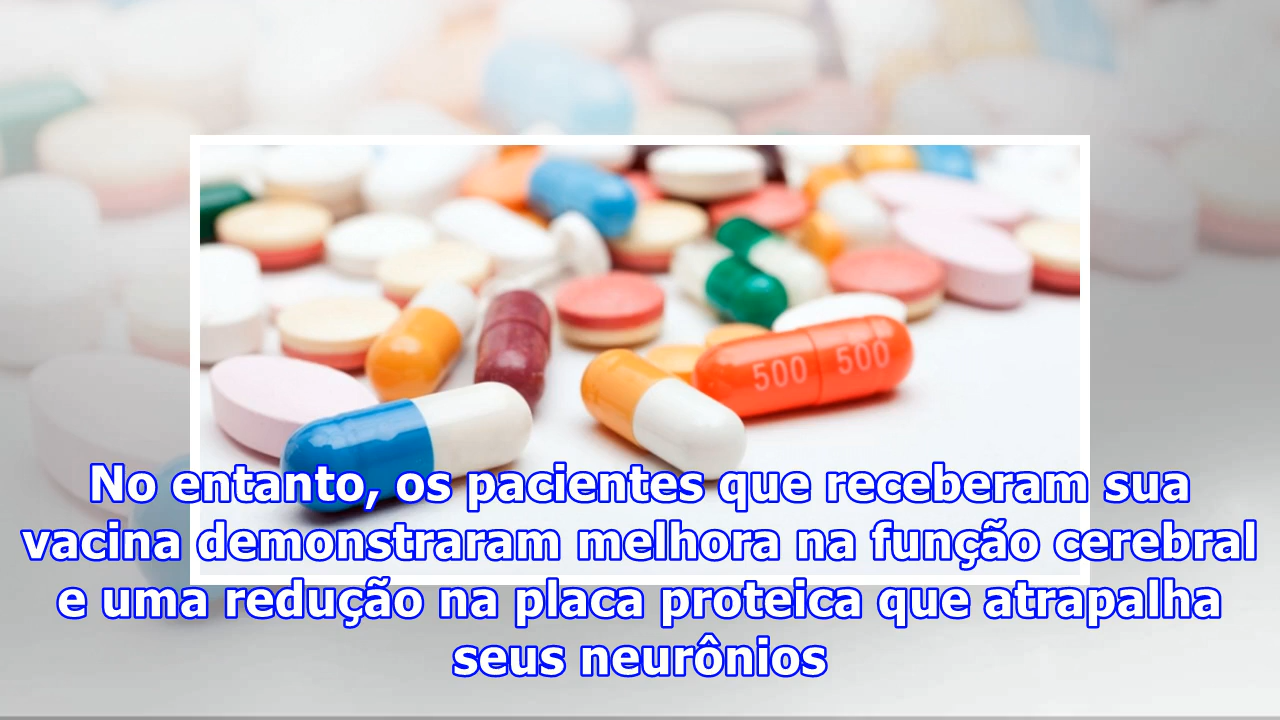 500 500
No entanto, os pacientes que receberam sua
vacina demonstraram melhora na função cerebral
e uma redução na placa proteica que atrapalha
seus neurônios